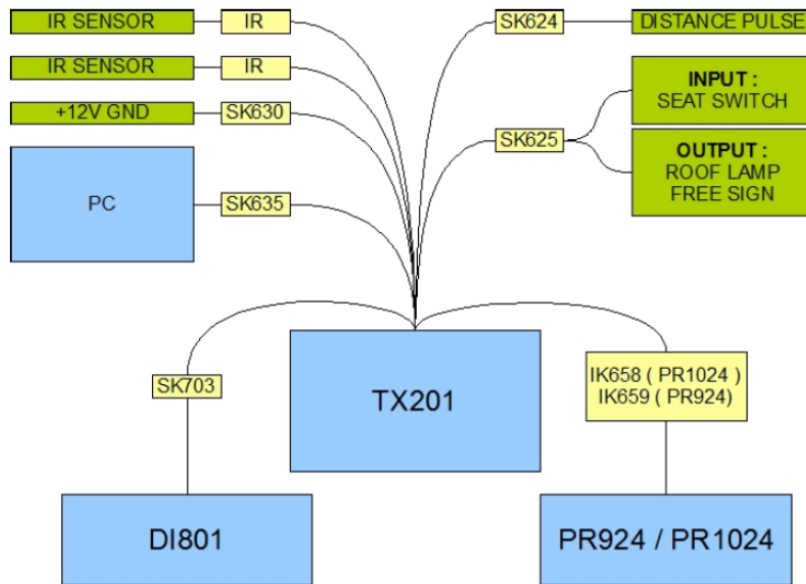 IR SENSOR IR SK624 DISTANCE PULSE
IR SENSOR IR
INPUT :
SEAT SWITCH
+12V GND SK630
SK625
OUTPUT :
ROOF LAMP
FREE SIGN
PC SK635
SK703
TX201
IK658 ( PR1024 )
IK659 ( PR924)
DI801
PR924 / PR1024